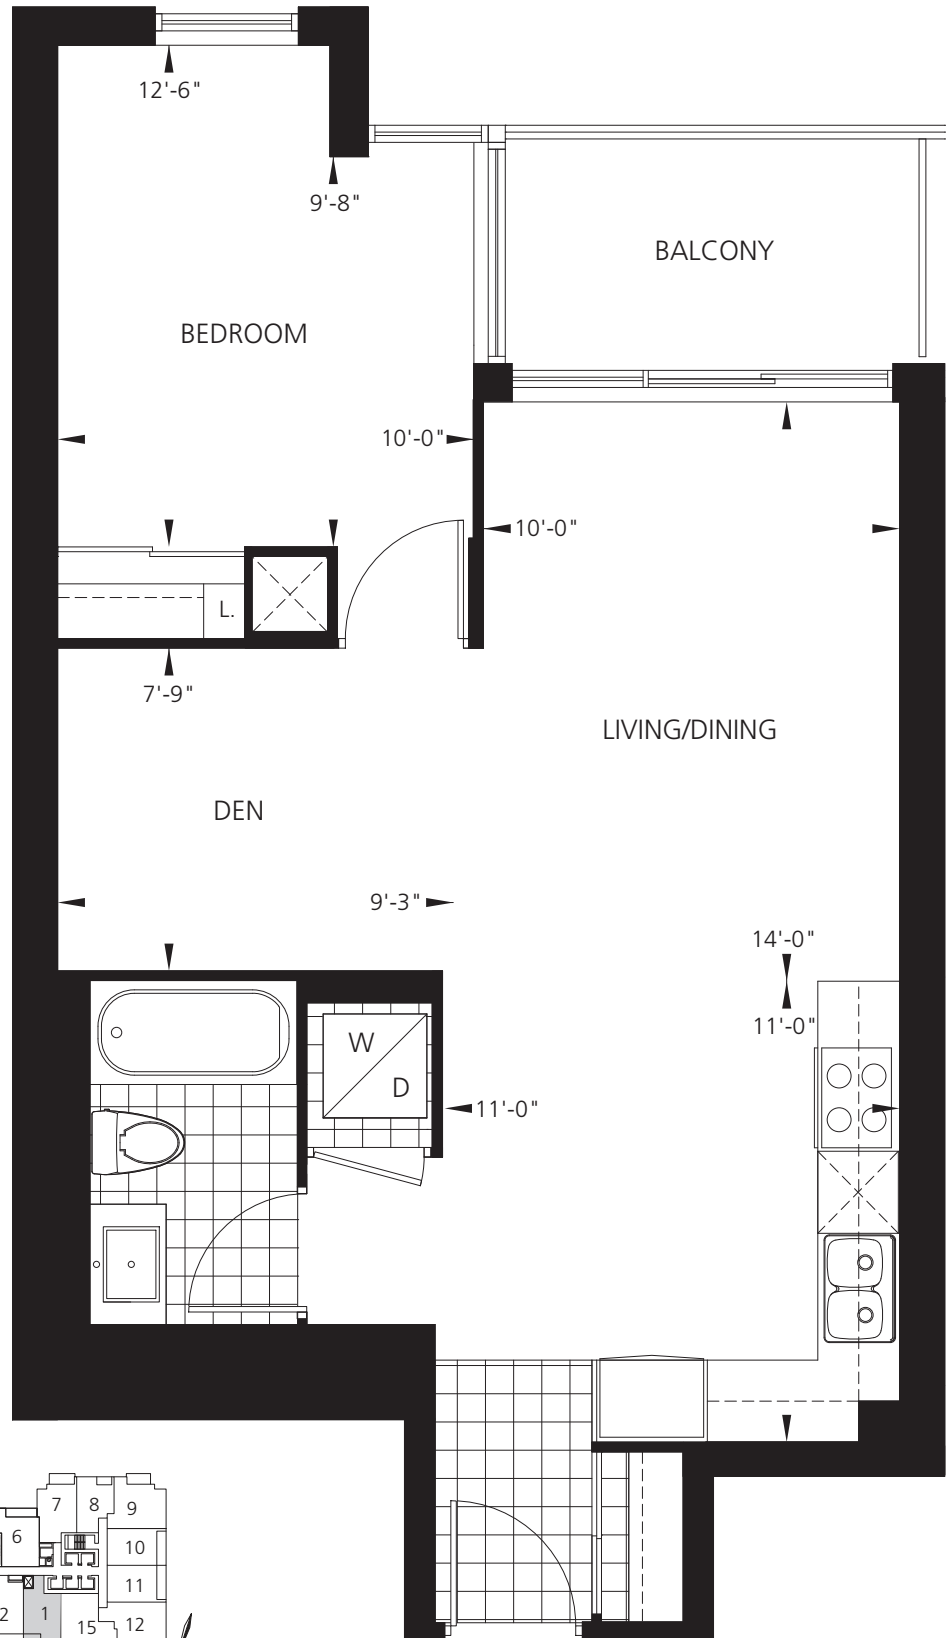 12'-6"
9'-8"
BALCONY
BEDROOM
10'-0"
10'-0"
L.
7'-9"
LIVING/DINING
DEN
9'-3"
14'-0"
11'-0"
W
D
11'-0"
7
8
9
6
10
11
2
1
15
12